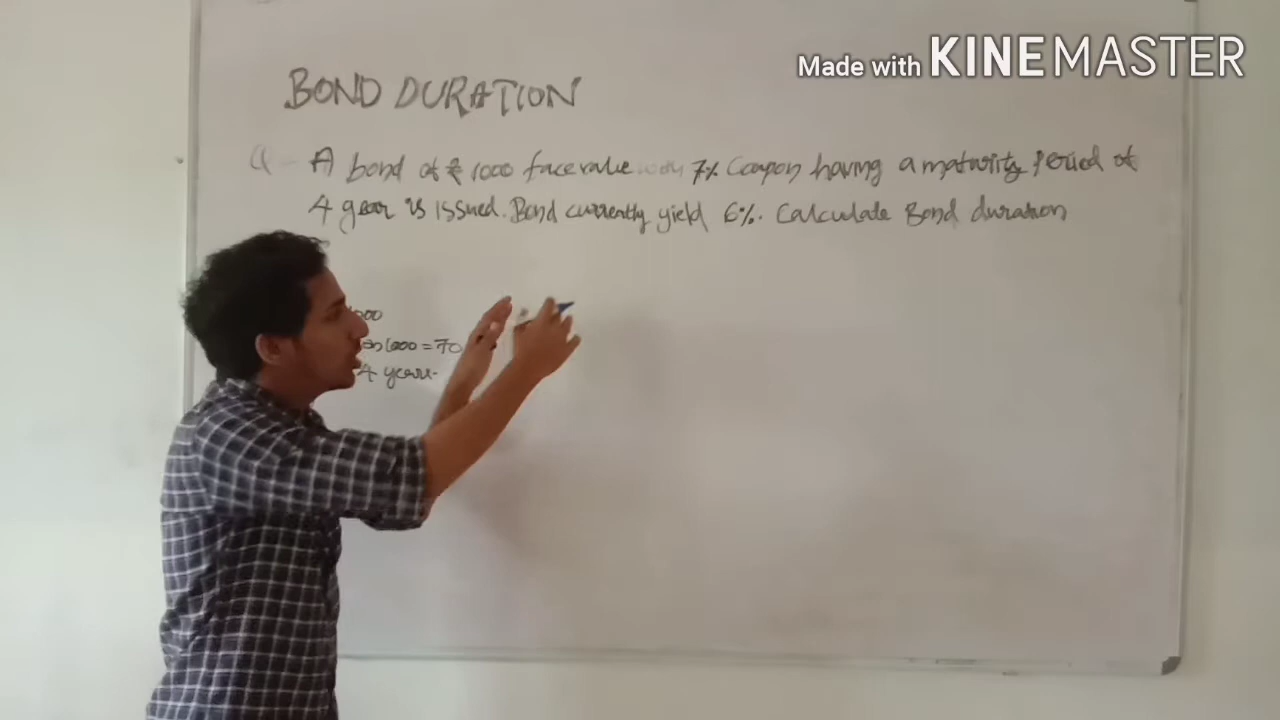 Made with KINEMASTER
BOND DURATION
Q - A bond of ₹ 1000 face value with 7% Coupon having a maturity period of
4 year is issued. Bond currently yield 6%. Calculate Bond duration
1000 = 70
4 years.